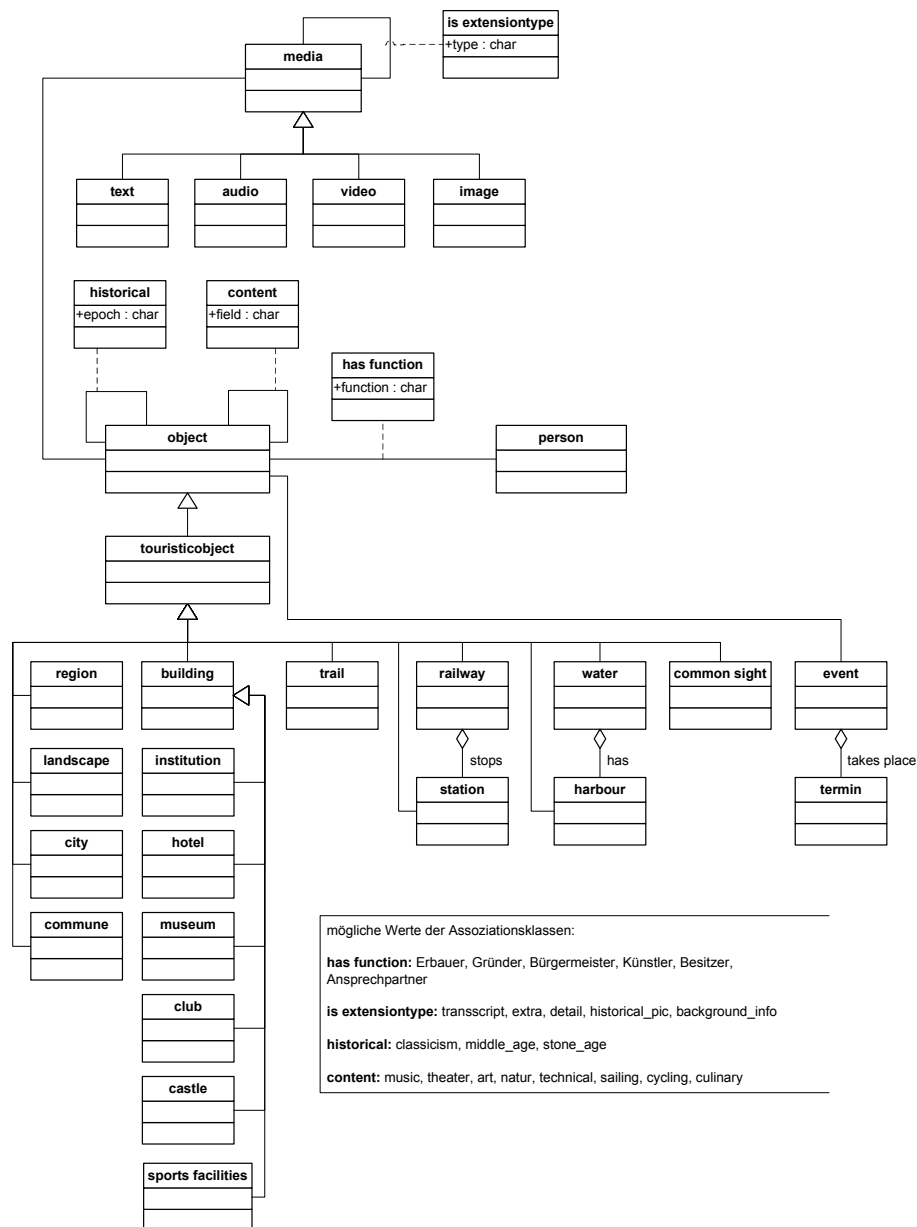 is extensiontype
+type : char
media
text
audio
video
image
historical
+epoch : char
content
+field : char
has function
+function : char
object
person
touristicobject
region
building
trail
railway
water
common sight
event
stops
has
takes place
landscape
institution
station
harbour
termin
city
hotel
commune
museum
club
castle
sports facilities
mögliche Werte der Assoziationsklassen:
has function: Erbauer, Gründer, Bürgermeister, Künstler, Besitzer,
Ansprechpartner
is extensiontype: transscript, extra, detail, historical_pic, background_info
historical: classicism, middle_age, stone_age
content: music, theater, art, natur, technical, sailing, cycling, culinary